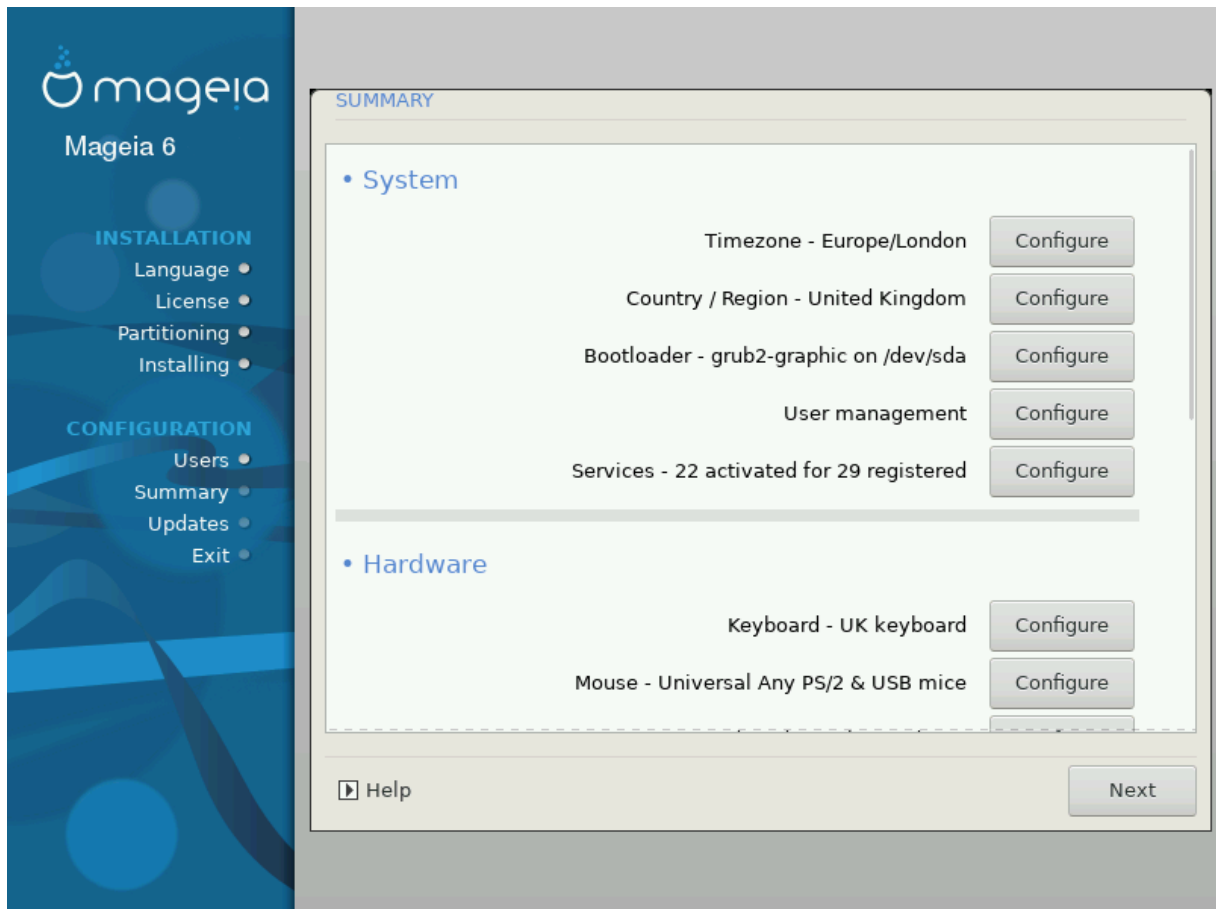 mageia
Mageia 6
INSTALLATION
Language
License
Partitioning
Installing
CONFIGURATION
Users
Summary
Updates
Exit
SUMMARY
• System
Timezone - Europe/London Configure
Country / Region - United Kingdom Configure
Bootloader - grub2-graphic on /dev/sda Configure
User management Configure
Services - 22 activated for 29 registered Configure
• Hardware
Keyboard - UK keyboard Configure
Mouse - Universal Any PS/2 & USB mice Configure
Help
Next